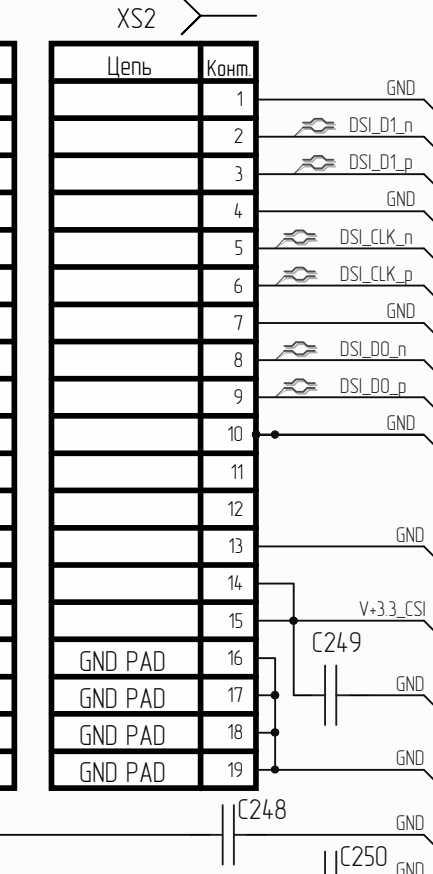 XS2
Цепь Конт.
1 GND
2 DSI_D1_n
3 DSI_D1_p
4 GND
5 DSI_CLK_n
6 DSI_CLK_p
7 GND
8 DSI_D0_n
9 DSI_D0_p
10 GND
11
12
13 GND
14
15 V+3.3_CSI
C249
GND PAD 16
GND PAD 17 GND
GND PAD 18
GND PAD 19 GND
C248
GND
C250
GND